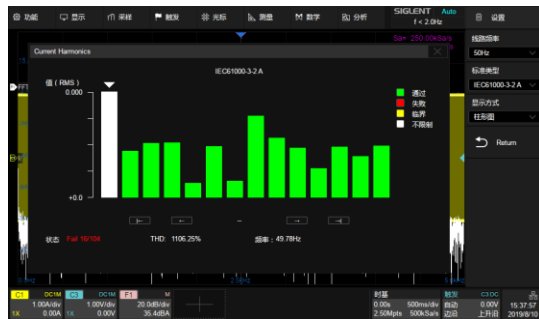 功能
显示
采样
触发
光标
测量
M 数学
分析
SIGLENT Auto
f < 2.0Hz
设置
Sa= 250.00kSa/s
Current Harmonics
IEC61000-3-2 A
值 ( RMS )
0.000
+0.0
通过
失败
临界
不限制
状态 Fail 16/104
THD: 1106.25%
频率 : 49.78Hz
线路频率
50Hz
标准类型
IEC61000-3-2 A
显示方式
柱形图
Return
C1 DC1M
1.00A/div
1X 0.00A
C3 DC1M
1.00V/div
1X 0.00V
F1 M
20.0dB/div
35.4dBA
时基
0.00s 500ms/div
2.50Mpts 500kSa/s
触发 C3 DC
自动 0.00V
边沿 上升沿
15:37:57
2019/8/10